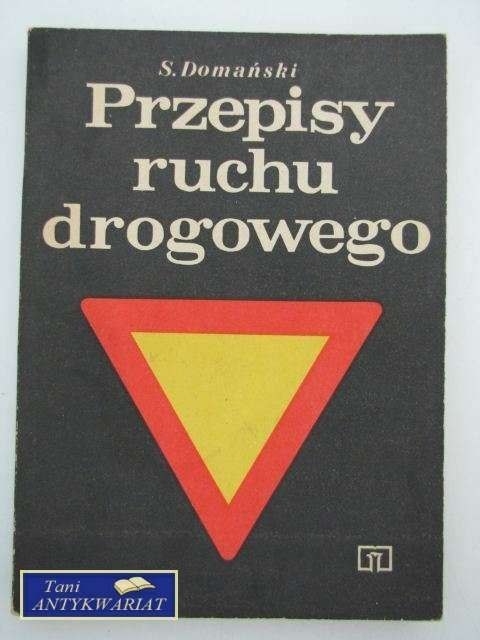 S. Domański
Przepisy
ruchu
drogowego
Tani
ANTYKWARIAT